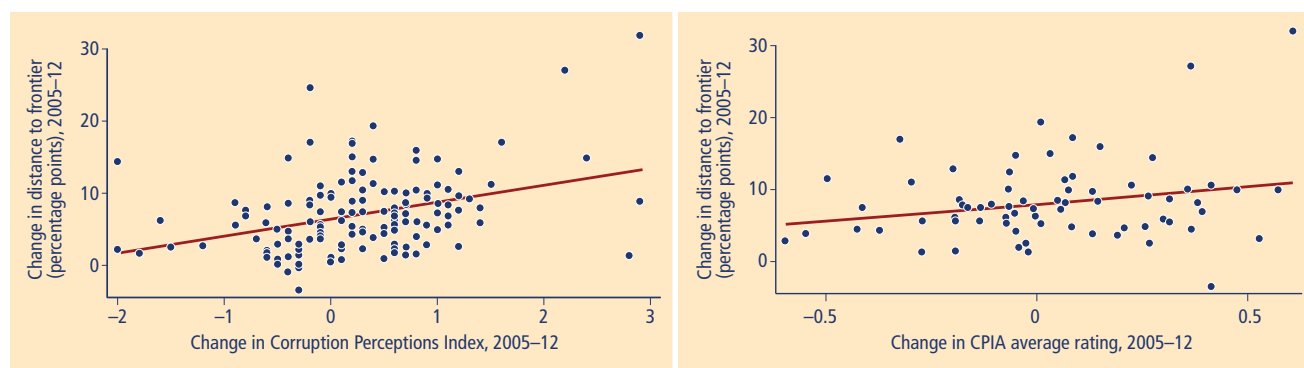 Change in distance to frontier
(percentage points), 2005–12
30
20
10
0
–2
–1
0
1
2
3
Change in Corruption Perceptions Index, 2005–12
Change in distance to frontier
(percentage points), 2005–12
30
20
10
0
–0.5
0
0.5
Change in CPIA average rating, 2005–12